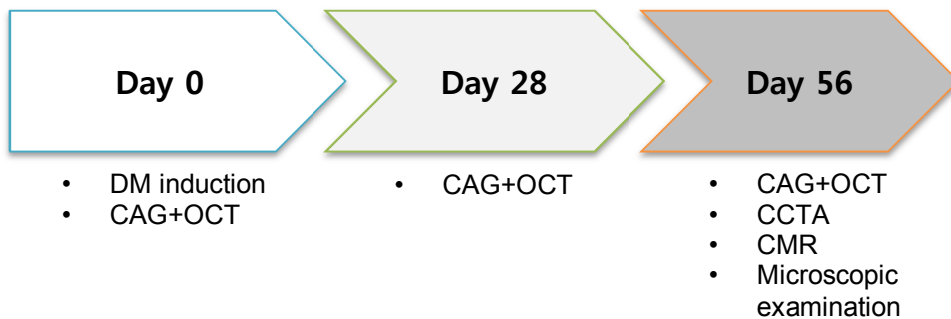 Day 0
Day 28
Day 56
• DM induction
• CAG+OCT
• CAG+OCT
• CAG+OCT
• CCTA
• CMR
• Microscopic
examination